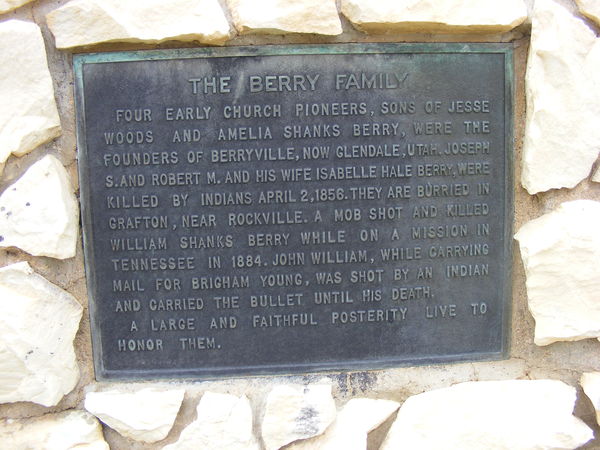 THE BERRY FAMILY
FOUR EARLY CHURCH PIONEERS, SONS OF JESSE
WOODS AND AMELIA SHANKS BERRY, WERE THE
FOUNDERS OF BERRYVILLE, NOW GLENDALE, UTAH. JOSEPH
S. AND ROBERT M. AND HIS WIFE ISABELLE HALE BERRY, WERE
KILLED BY INDIANS APRIL 2, 1856. THEY ARE BURRIED IN
GRAFTON, NEAR ROCKVILLE. A MOB SHOT AND KILLED
WILLIAM SHANKS BERRY WHILE ON A MISSION IN
TENNESSEE IN 1884. JOHN WILLIAM, WHILE CARRYING
MAIL FOR BRIGHAM YOUNG, WAS SHOT BY AN INDIAN
AND CARRIED THE BULLET UNTIL HIS DEATH.
A LARGE AND FAITHFUL POSTERITY LIVE TO
HONOR THEM.